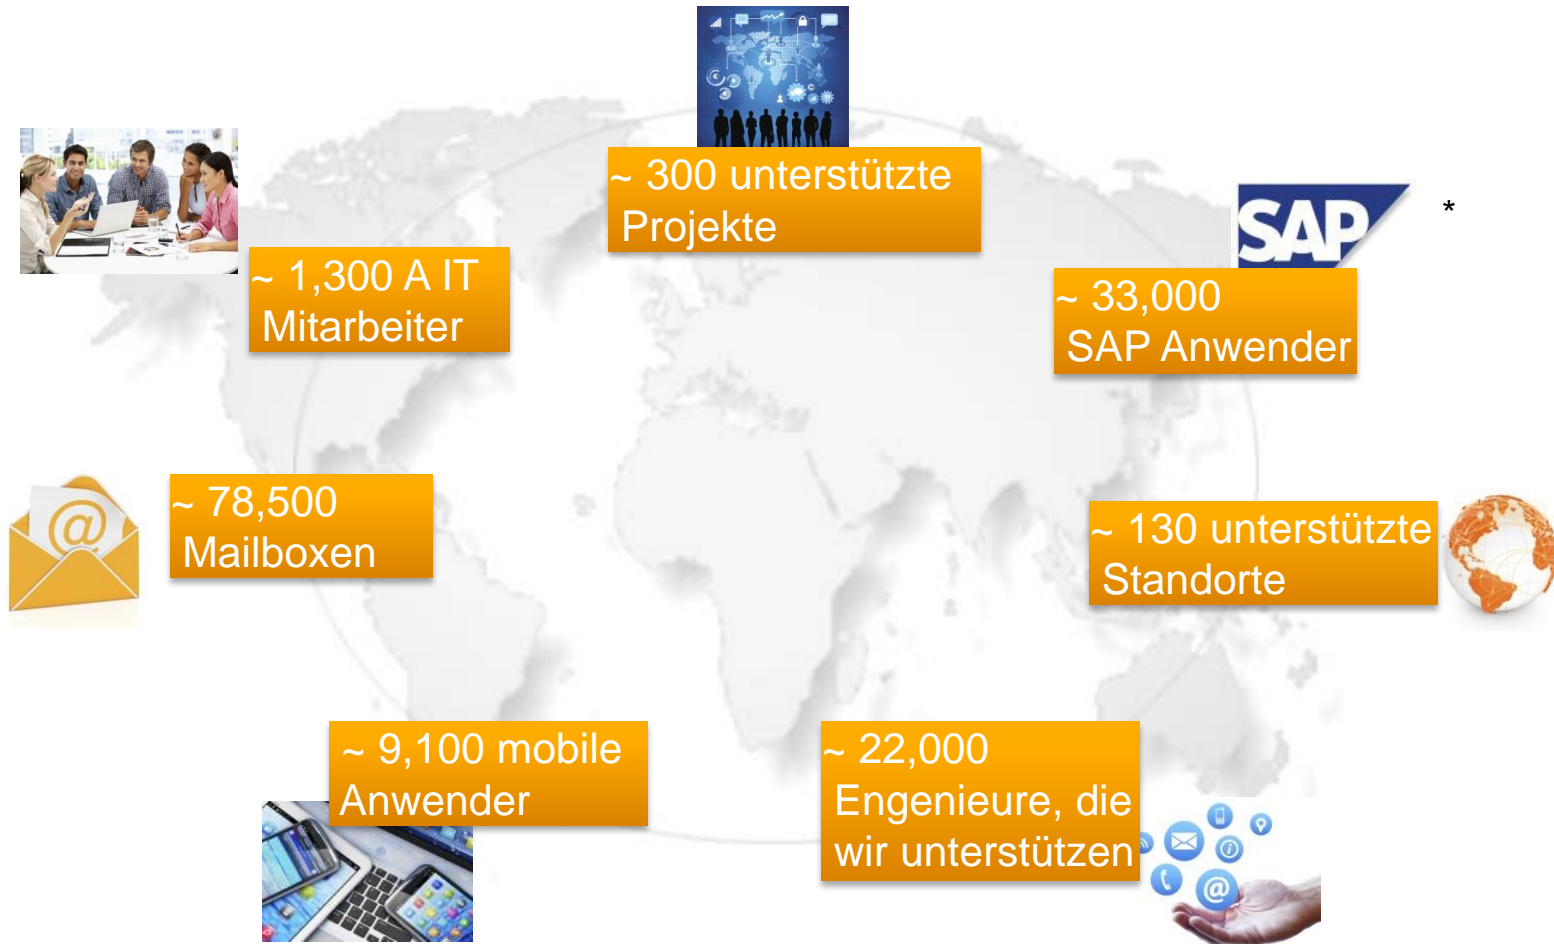 ~ 300 unterstützte
Projekte
SAP
*
~ 1,300 A IT
Mitarbeiter
~ 33,000
SAP Anwender
~ 78,500
Mailboxen
~ 130 unterstützte
Standorte
~ 9,100 mobile
Anwender
~ 22,000
Engenieure, die
wir unterstützen